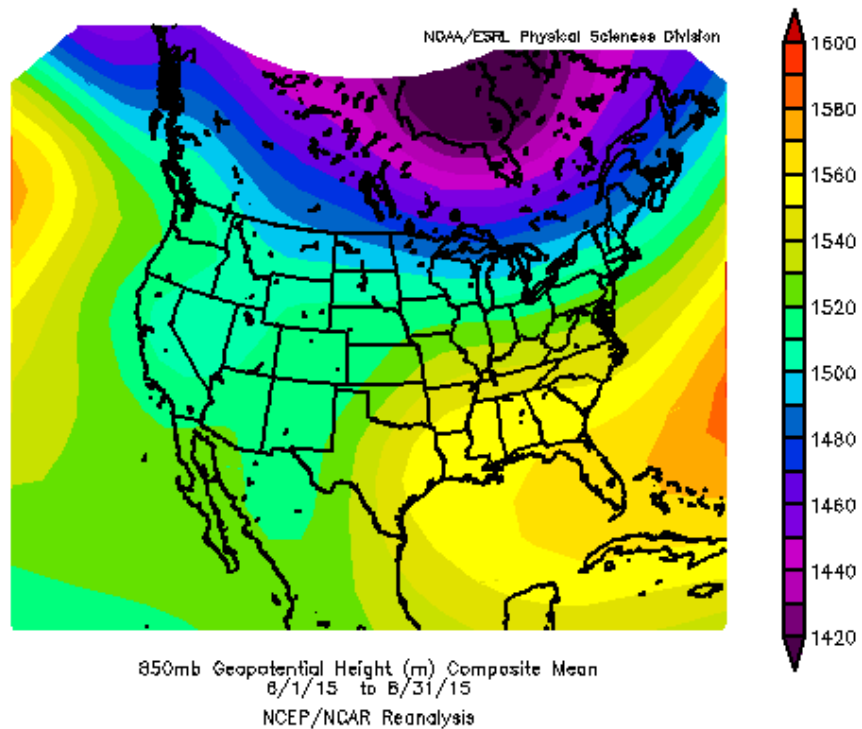 NOAA/ESRL Physical Sciences Division
1600
1580
1560
1540
1520
1500
1480
1460
1440
1420
850mb Geopotential Height (m) Composite Mean
6/1/15 to 8/31/15
NCEP/NCAR Reanalysis